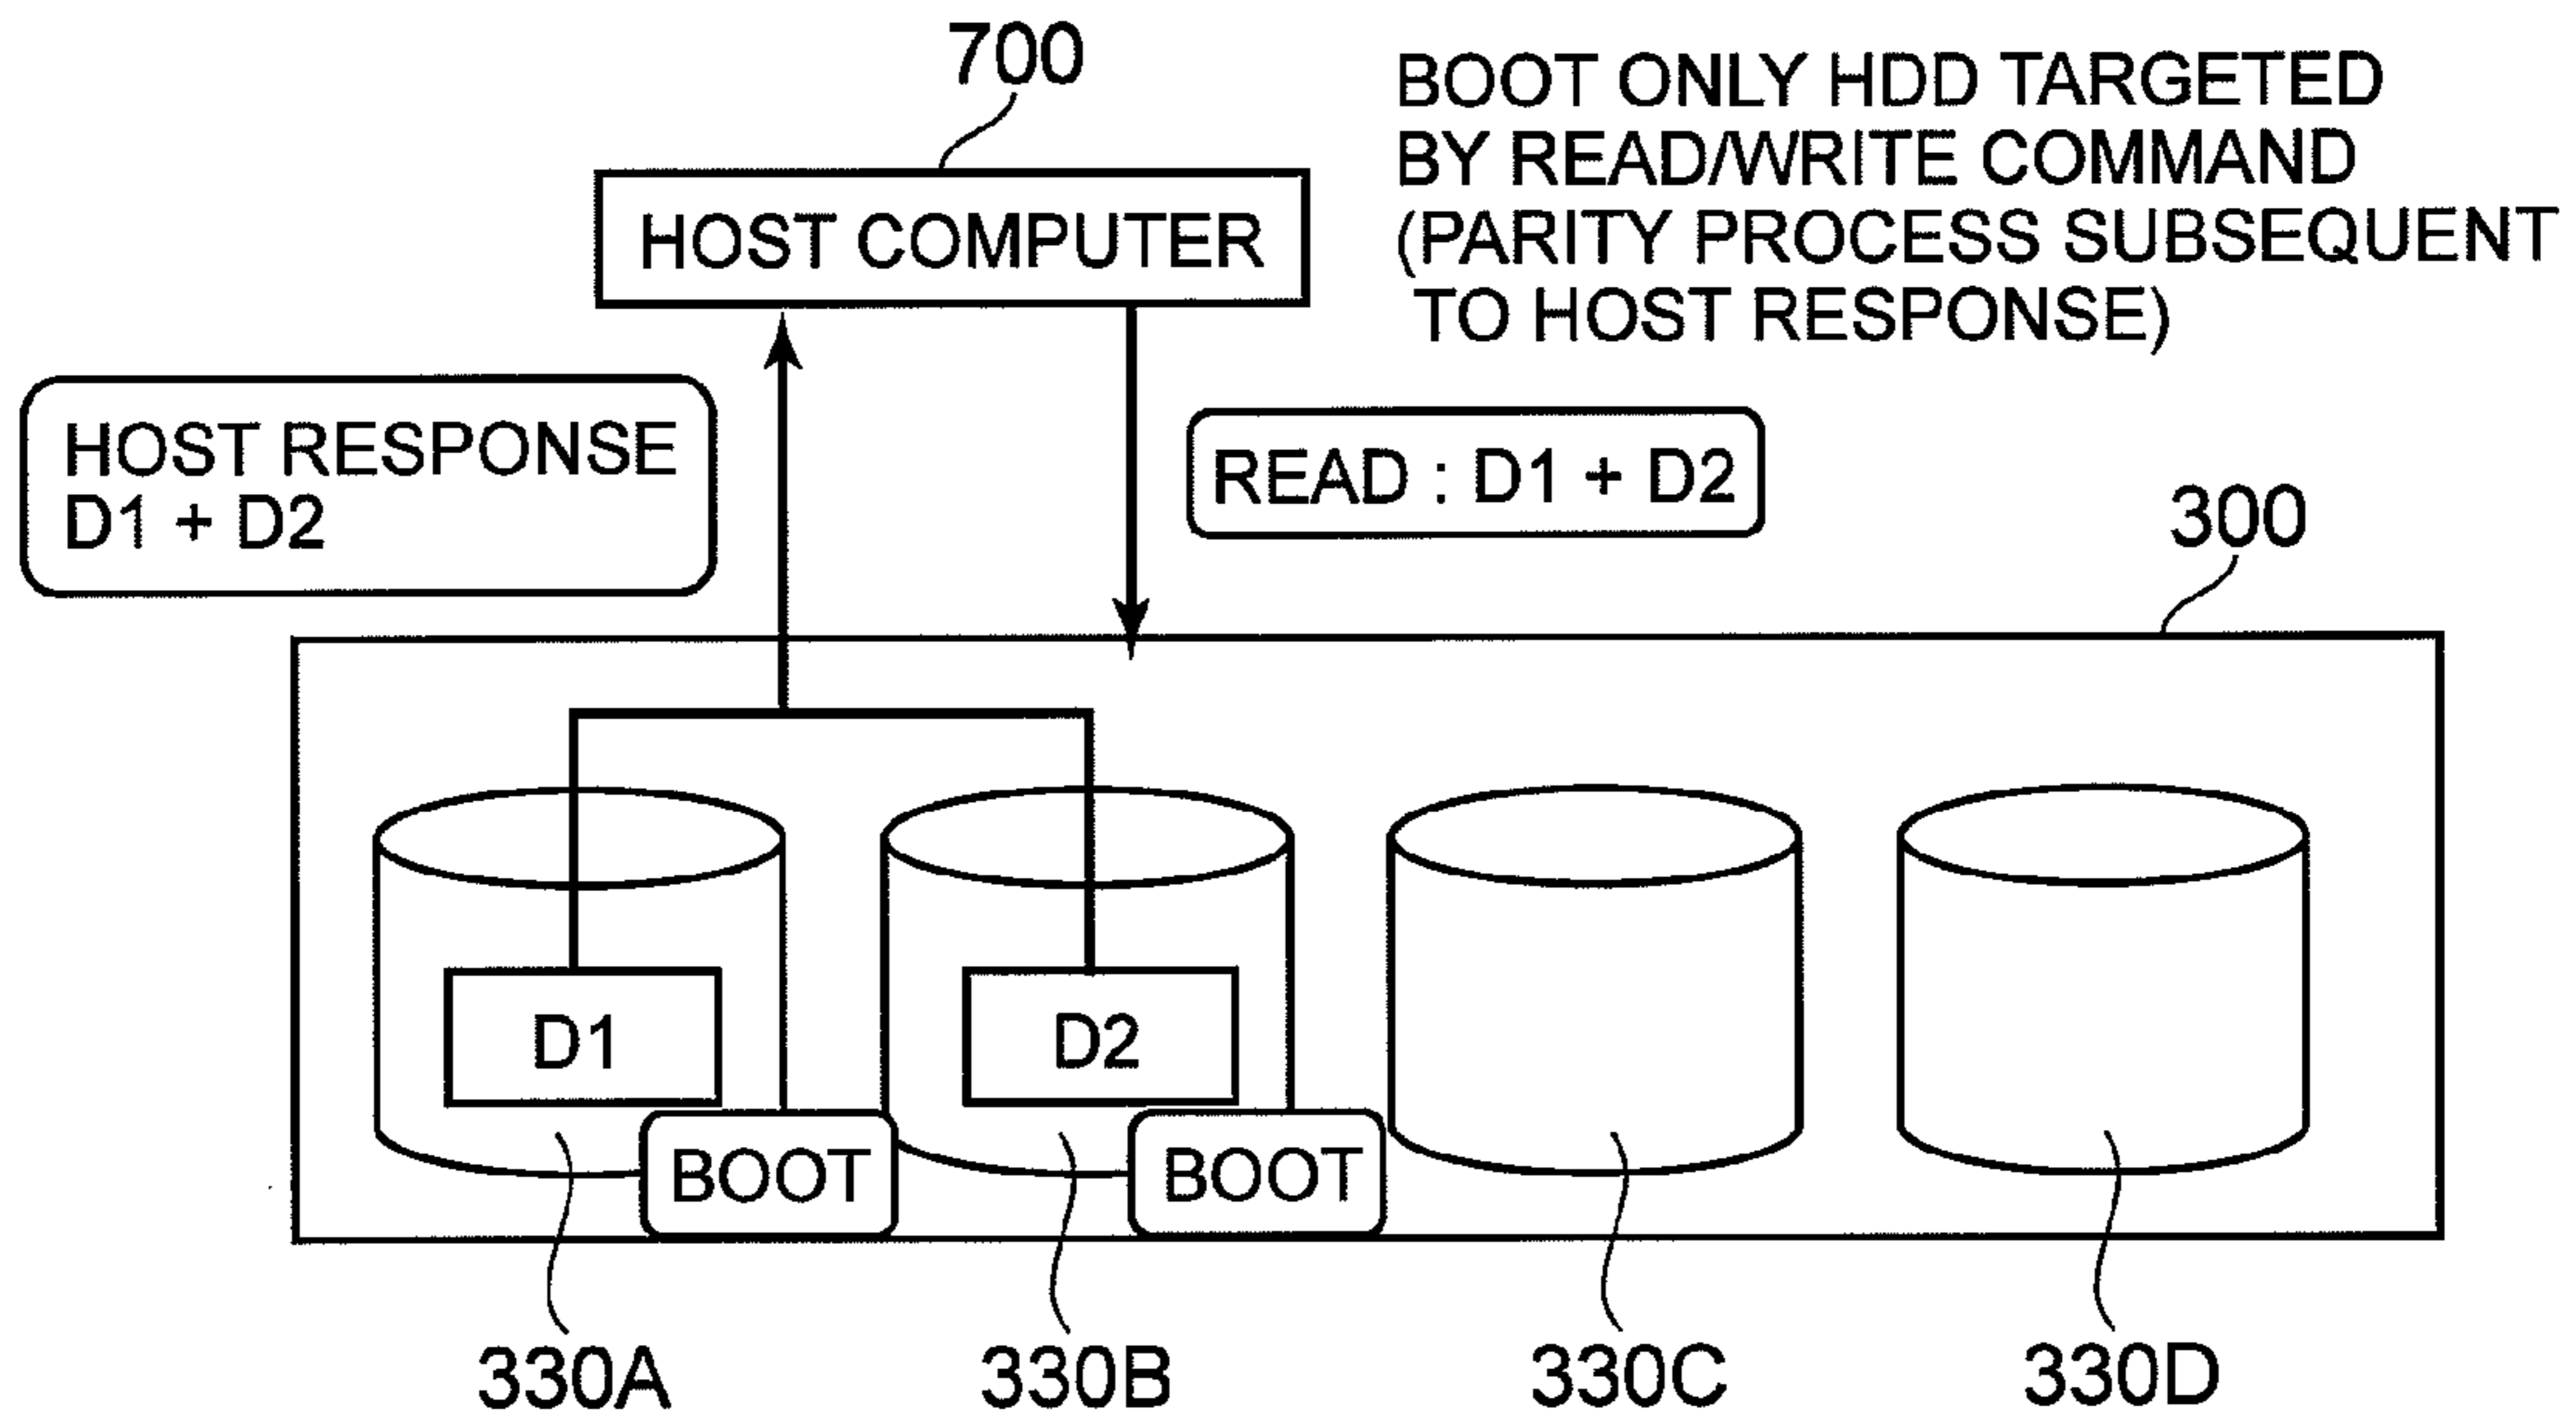 700
BOOT ONLY HDD TARGETED
BY READ/WRITE COMMAND
(PARITY PROCESS SUBSEQUENT
TO HOST RESPONSE)
HOST COMPUTER
HOST RESPONSE
D1 + D2
READ : D1 + D2
300
D1
D2
BOOT
BOOT
330A
330B
330C
330D